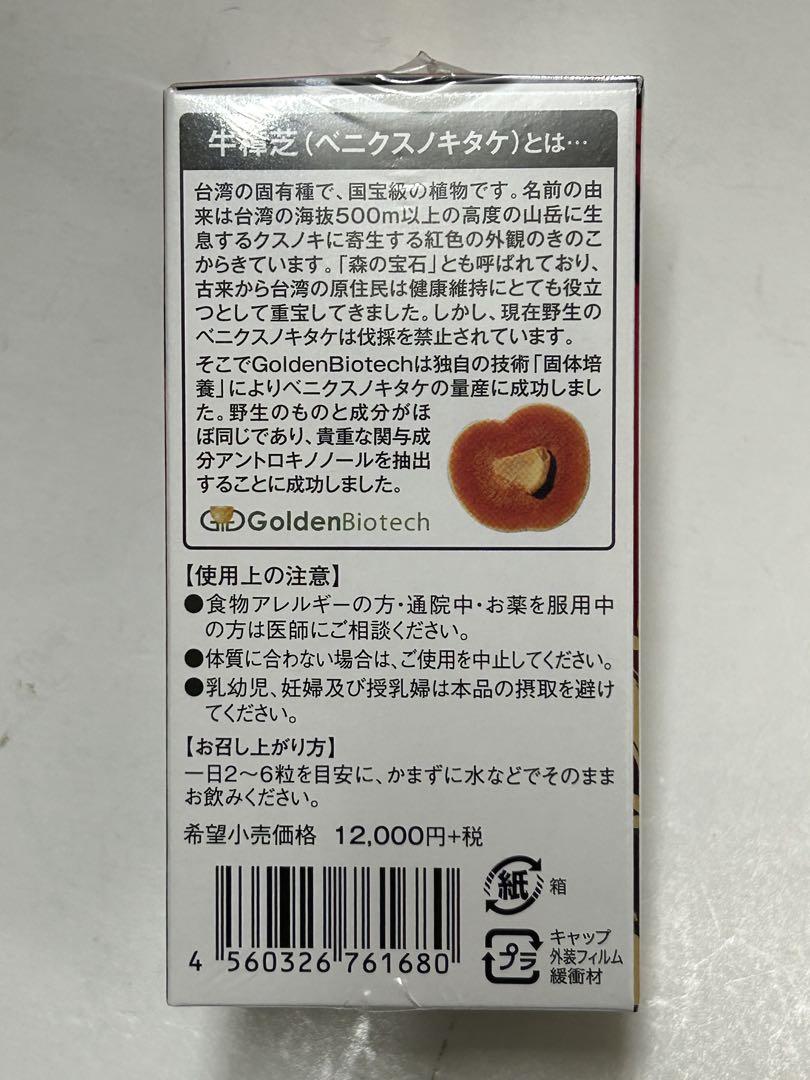 牛樟芝(ベニクスノキタケ)とは…
台湾の固有種で、国宝級の植物です。名前の由
来は台湾の海抜500m以上の高度の山岳に生
息するクスノキに寄生する紅色の外観のきのこ
からきています。「森の宝石」とも呼ばれており、
古来から台湾の原住民は健康維持にとても役立
つとして重宝してきました。しかし、現在野生の
ベニクスノキタケは伐採を禁止されています。
そこでGoldenBiotechは独自の技術「固体培
養」によりベニクスノキタケの量産に成功しまし
た。野生のものと成分がほ
ぼ同じであり、貴重な関与成
分アントロキノノールを抽出
することに成功しました。
GoldenBiotech
【使用上の注意】
●食物アレルギーの方・通院中・お薬を服用中
の方は医師にご相談ください。
●体質に合わない場合は、ご使用を中止してください。
●乳幼児、妊婦及び授乳婦は本品の摂取を避け
てください。
【お召し上がり方】
一日2〜6粒を目安に、かまずに水などでそのまま
お飲みください。
希望小売価格 12,000円+税
紙 箱
プラ キャップ
外装フィルム
緩衝材
4 560326 761680